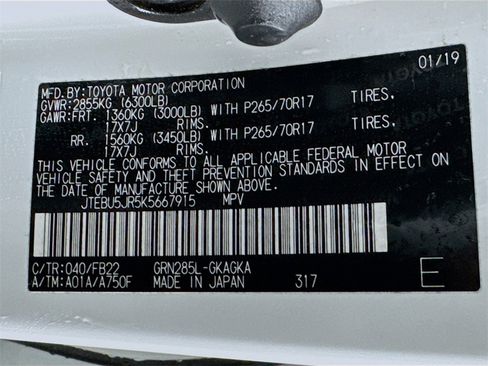 MFD.BY:TOYOTA MOTOR CORPORATION 01/19
GVWR:2855KG (6300LB)
GAWR:FRT. 1360KG (3000LB) WITH P265/70R17 TIRES,
17X7J RIMS.
RR. 1560KG (3450LB) WITH P265/70R17 TIRES,
17X7J RIMS.
THIS VEHICLE CONFORMS TO ALL APPLICABLE FEDERAL MOTOR
VEHICLE SAFETY AND THEFT PREVENTION STANDARDS IN EFFECT ON
THE DATE OF MANUFACTURE SHOWN ABOVE.
JTEBU5JR5K5667915 MPV
C/TR:040/FB22 GRN285L-GKAGKA
A/TM:A01A/A750F MADE IN JAPAN 317 E